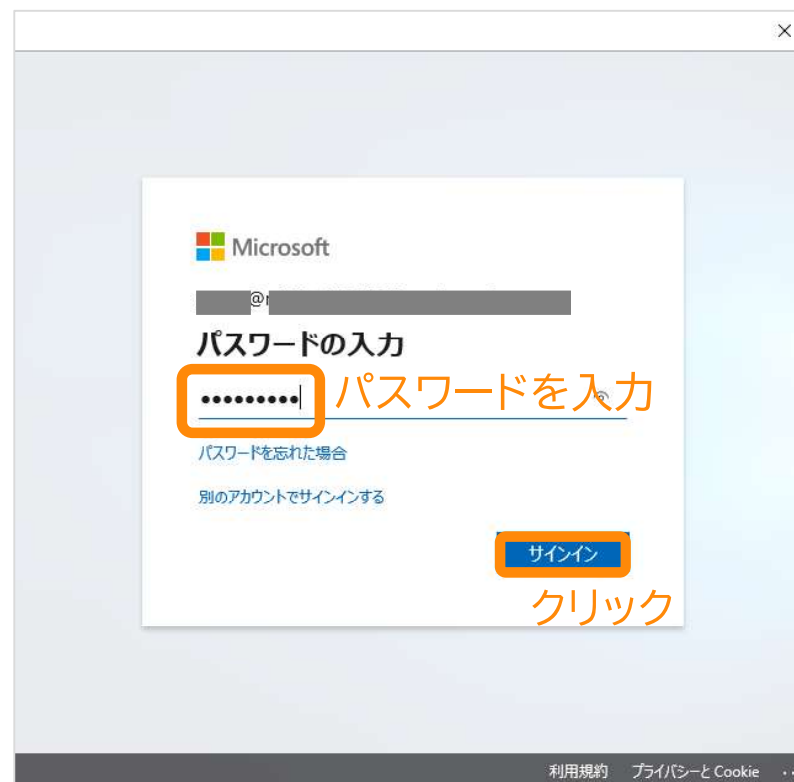 Microsoft
@
パスワードの入力
•••••••••
パスワードを入力
パスワードを忘れた場合
別のアカウントでサインインする
サインイン
クリック
利用規約 プライバシーと Cookie